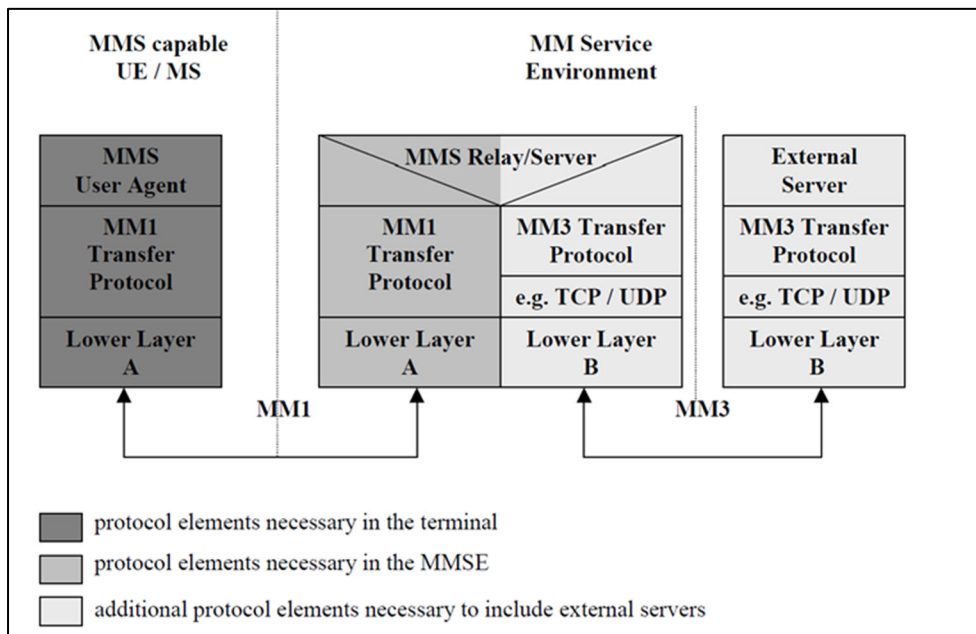 MMS capable
UE / MS
MM Service
Environment
MMS
User Agent
MM1
Transfer
Protocol
Lower Layer
A
MMS Relay/Server
MM1
Transfer
Protocol
Lower Layer
A
MM3 Transfer
Protocol
e.g. TCP / UDP
Lower Layer
B
External
Server
MM3 Transfer
Protocol
e.g. TCP / UDP
Lower Layer
B
MM1
MM3
protocol elements necessary in the terminal
protocol elements necessary in the MMSE
additional protocol elements necessary to include external servers